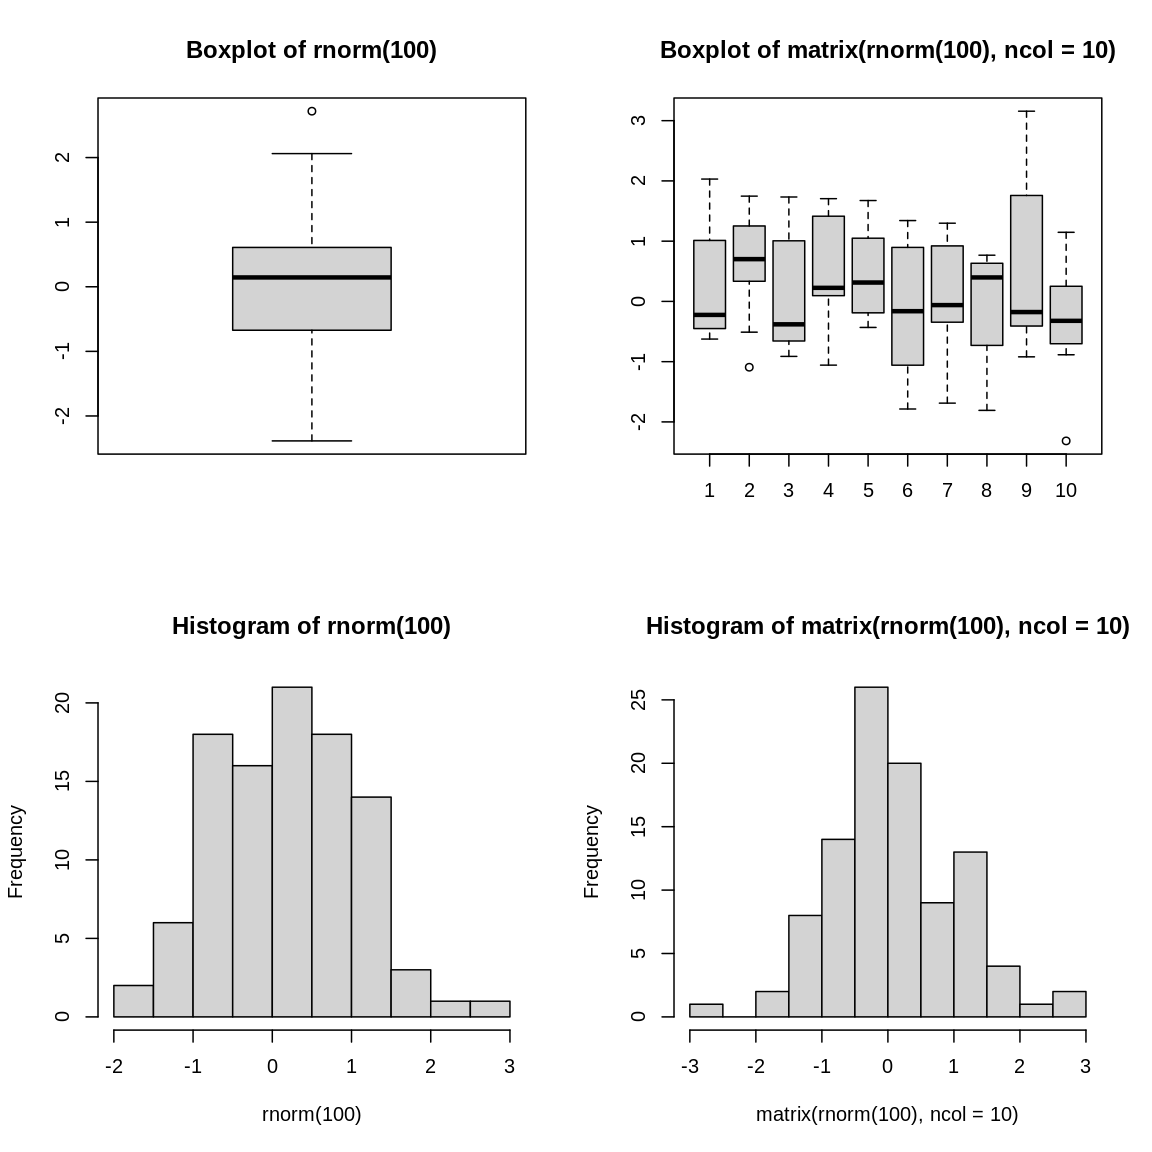 Boxplot of rnorm(100)
2
1
0
-1
-2
Boxplot of matrix(rnorm(100), ncol = 10)
3
2
1
0
-1
-2
1 2 3 4 5 6 7 8 9 10
Histogram of rnorm(100)
Frequency
20
15
10
5
0
-2 -1 0 1 2 3
rnorm(100)
Histogram of matrix(rnorm(100), ncol = 10)
Frequency
25
20
15
10
5
0
-3 -2 -1 0 1 2 3
matrix(rnorm(100), ncol = 10)